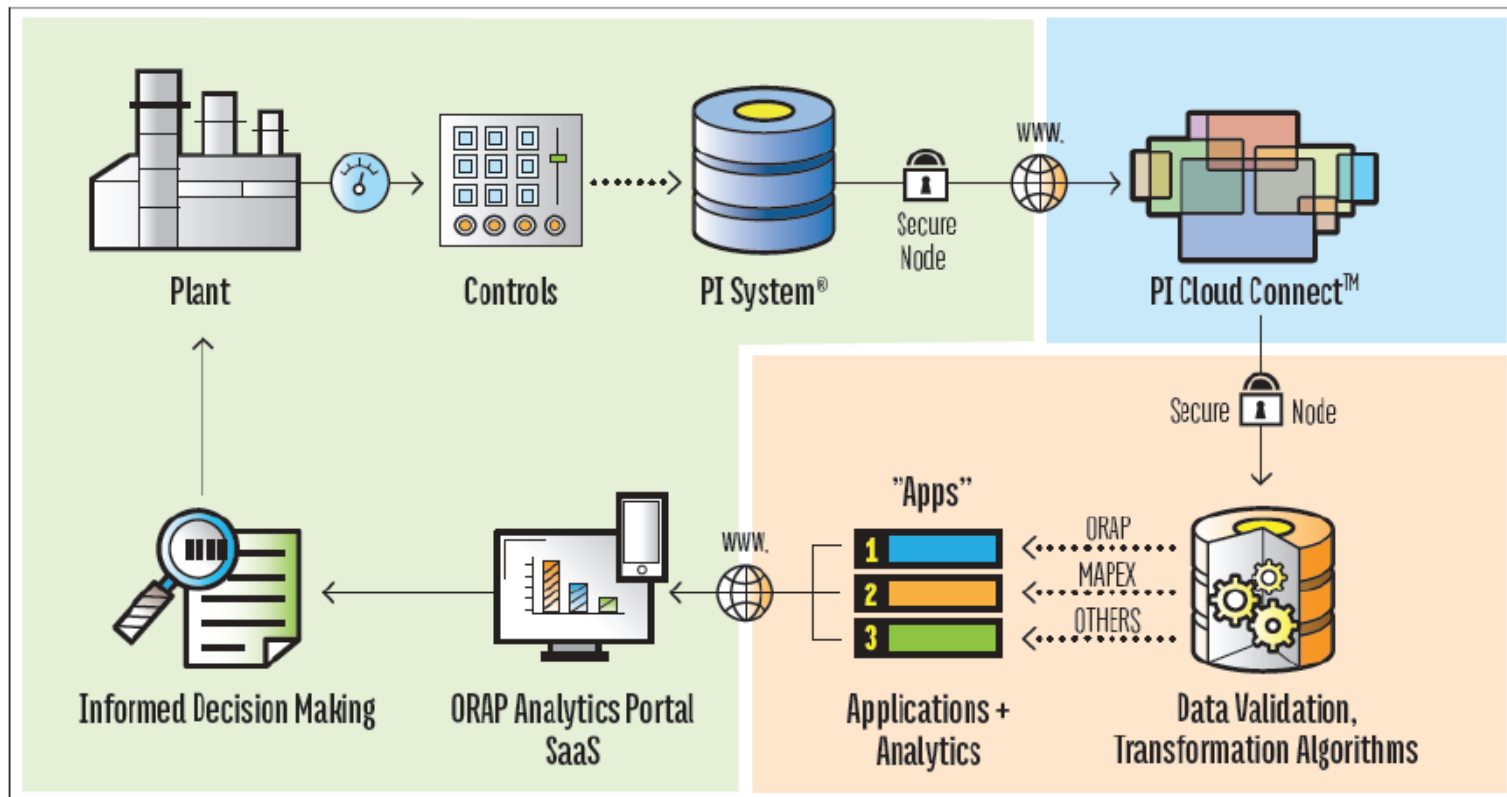 WWW.
Secure
Node
Plant
Controls
PI System®
PI Cloud Connect™
Secure Node
"Apps"
ORAP
MAPEX
OTHERS
WWW.
1
2
3
Informed Decision Making
ORAP Analytics Portal
SaaS
Applications +
Analytics
Data Validation,
Transformation Algorithms